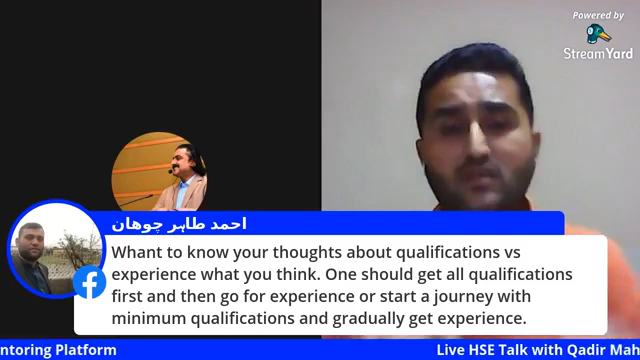 Powered by
StreamYard
احمد طاہر چوھان
Whant to know your thoughts about qualifications vs
experience what you think. One should get all qualifications
first and then go for experience or start a journey with
minimum qualifications and gradually get experience.
ntoring Platform
Live HSE Talk with Qadir Mah